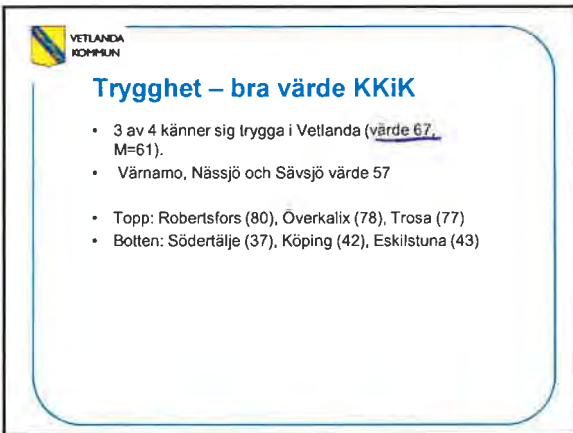 VETLANDA
KOMMUN
Trygghet – bra värde KKiK
• 3 av 4 känner sig trygga i Vetlanda (värde 67,
M=61).
• Värnamo, Nässjö och Sävsjö värde 57
• Topp: Robertsfors (80), Överkalix (78), Trosa (77)
• Botten: Södertälje (37), Köping (42), Eskilstuna (43)